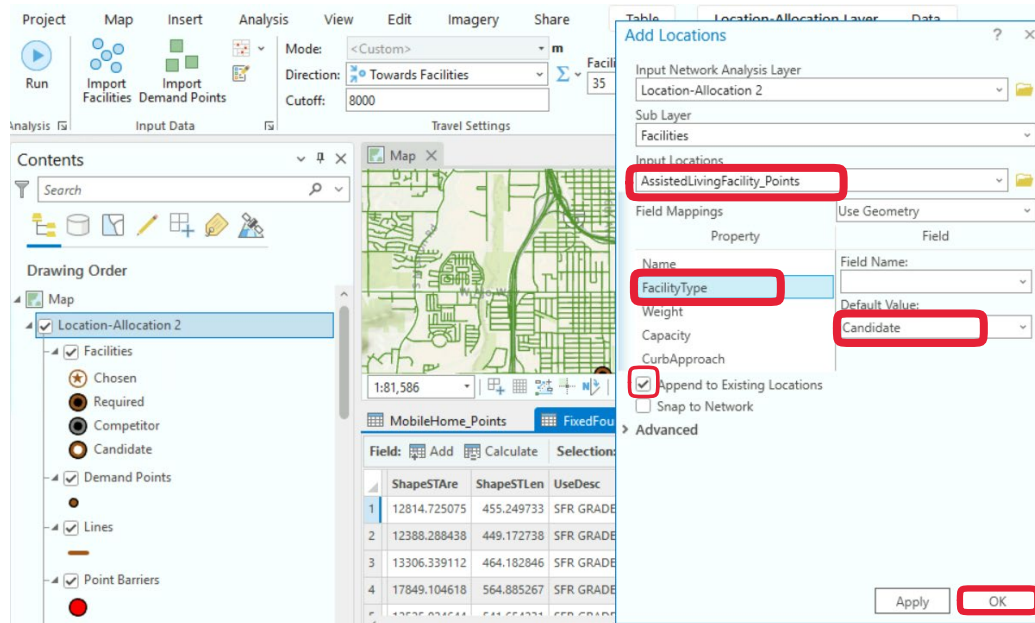 Project Map Insert Analysis View Edit Imagery Share Table Location-Allocation Layer Data
Run
Import Facilities
Import Demand Points
Mode: <Custom>
Direction: Towards Facilities
Cutoff: 8000
m
Facili
35
Analysis
Input Data
Travel Settings
Contents
Search
Drawing Order
Map
Location-Allocation 2
Facilities
Chosen
Required
Competitor
Candidate
Demand Points
Lines
Point Barriers
Map
1:81,586
MobileHome_Points FixedFou
Field: Add Calculate Selection:
ShapeSTAre ShapeSTLen UseDesc
1 12814.725075 455.249733 SFR GRADE
2 12388.288438 449.172738 SFR GRADE
3 13306.339112 464.182846 SFR GRADE
4 17849.104618 564.885267 SFR GRADE
Add Locations
?
Input Network Analysis Layer
Location-Allocation 2
Sub Layer
Facilities
Input Locations
AssistedLivingFacility_Points
Field Mappings Use Geometry
Property Field
Name
FacilityType
Weight
Capacity
CurbApproach
Field Name:
Default Value:
Candidate
Append to Existing Locations
Snap to Network
Advanced
Apply OK